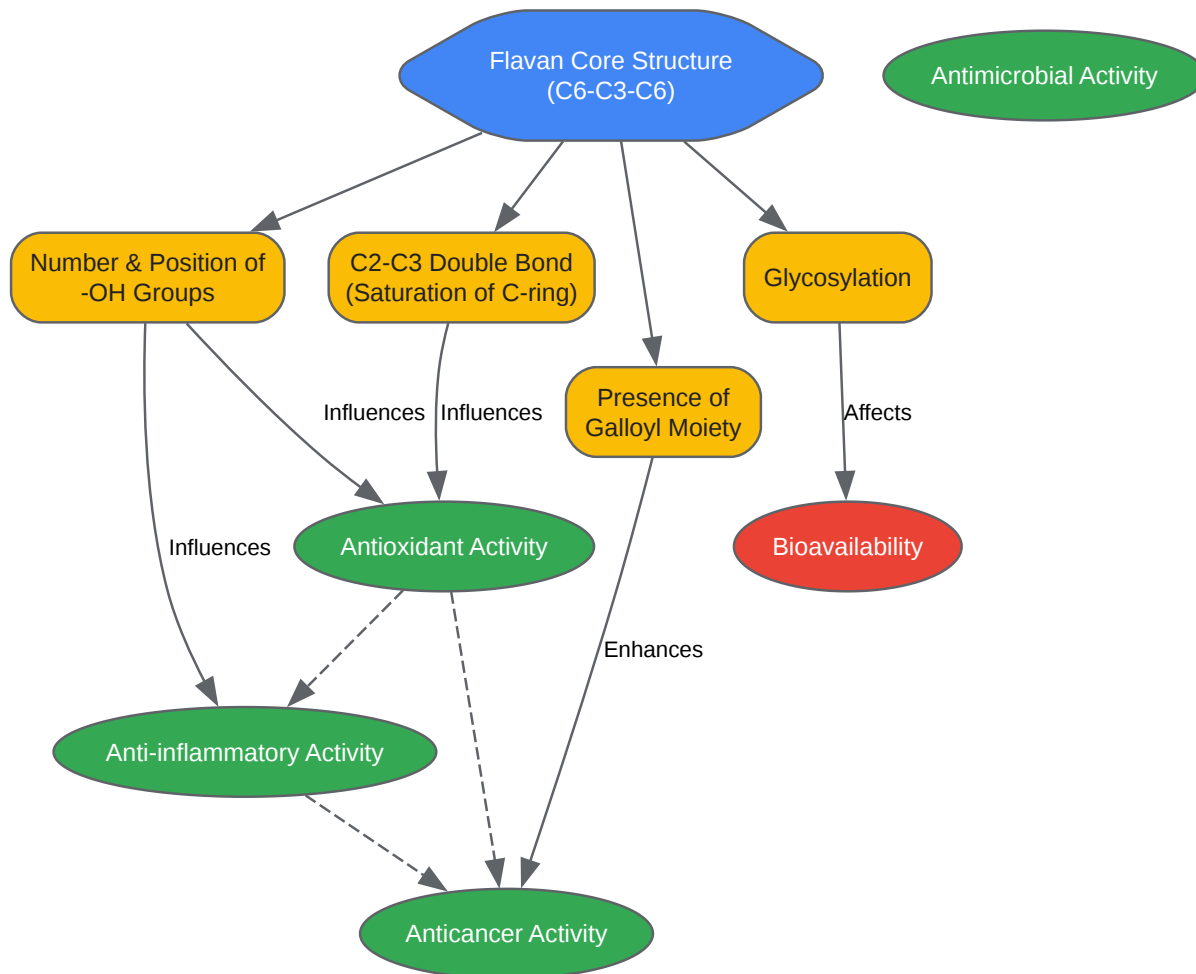 Flavan Core Structure
(C6-C3-C6)
Antimicrobial Activity
Number & Position of
-OH Groups
C2-C3 Double Bond
(Saturation of C-ring)
Glycosylation
Presence of
Galloyl Moiety
Influences
Influences
Affects
Influences
Antioxidant Activity
Bioavailability
Enhances
Anti-inflammatory Activity
Anticancer Activity